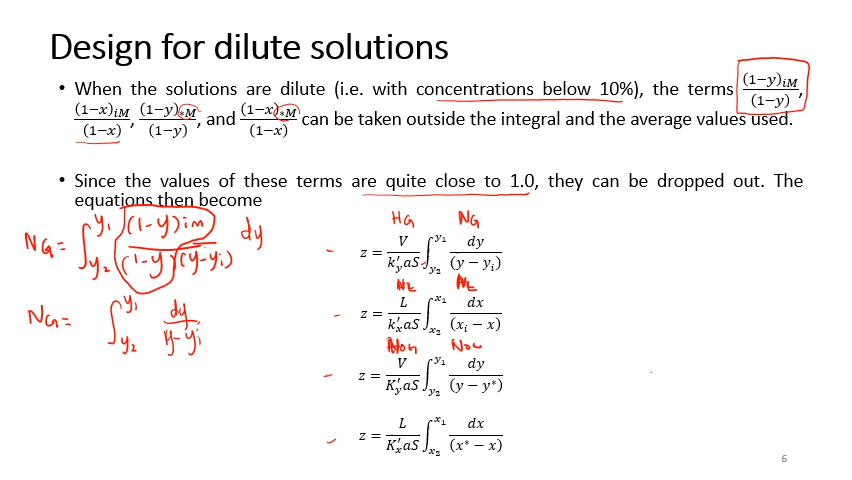 Design for dilute solutions
• When the solutions are dilute (i.e. with concentrations below 10%), the terms (1−y)iM/(1−y),
(1−x)iM/(1−x), (1−y)∗M/(1−y), and (1−x)∗M/(1−x) can be taken outside the integral and the average values used.
• Since the values of these terms are quite close to 1.0, they can be dropped out. The
equations then become
NG = ∫_{y2}^{y1} (1-y)im/((1-y)(y-yi)) dy
HG NG
z = V/(k′y aS) ∫_{y2}^{y1} dy/(y − yi)
NG = ∫_{y2}^{y1} dy/(y-yi)
z = L/(k′x aS) ∫_{x2}^{x1} dx/(xi − x)
z = V/(K′y aS) ∫_{y2}^{y1} dy/(y − y*)
z = L/(K′x aS) ∫_{x2}^{x1} dx/(x* − x)
6